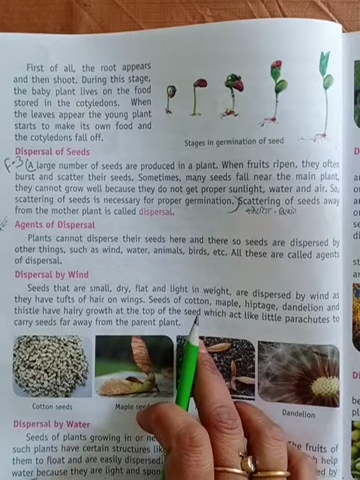 First of all, the root appears
and then shoot. During this stage,
the baby plant lives on the food
stored in the cotyledons. When
the leaves appear the young plant
starts to make its own food and
the cotyledons fall off.
Stages in germination of seed
Dispersal of Seeds
F-3 A large number of seeds are produced in a plant. When fruits ripen, they often
burst and scatter their seeds. Sometimes, many seeds fall near the main plant,
they cannot grow well because they do not get proper sunlight, water and air. So,
scattering of seeds is necessary for proper germination. Scattering of seeds away
from the mother plant is called dispersal.
Agents of Dispersal
Plants cannot disperse their seeds here and there so seeds are dispersed by
other things, such as wind, water, animals, birds, etc. All these are called agents
of dispersal.
Dispersal by Wind
Seeds that are small, dry, flat and light in weight, are dispersed by wind as
they have tufts of hair on wings. Seeds of cotton, maple, hiptage, dandelion and
thistle have hairy growth at the top of the seed which act like little parachutes to
carry seeds far away from the parent plant.
Cotton seeds
Maple
Dandelion
Dispersal by Water
Seeds of plants growing in or
The fruits of
such plants have certain structures
help
them to float and are easily dispersed.
water because they are light and
by